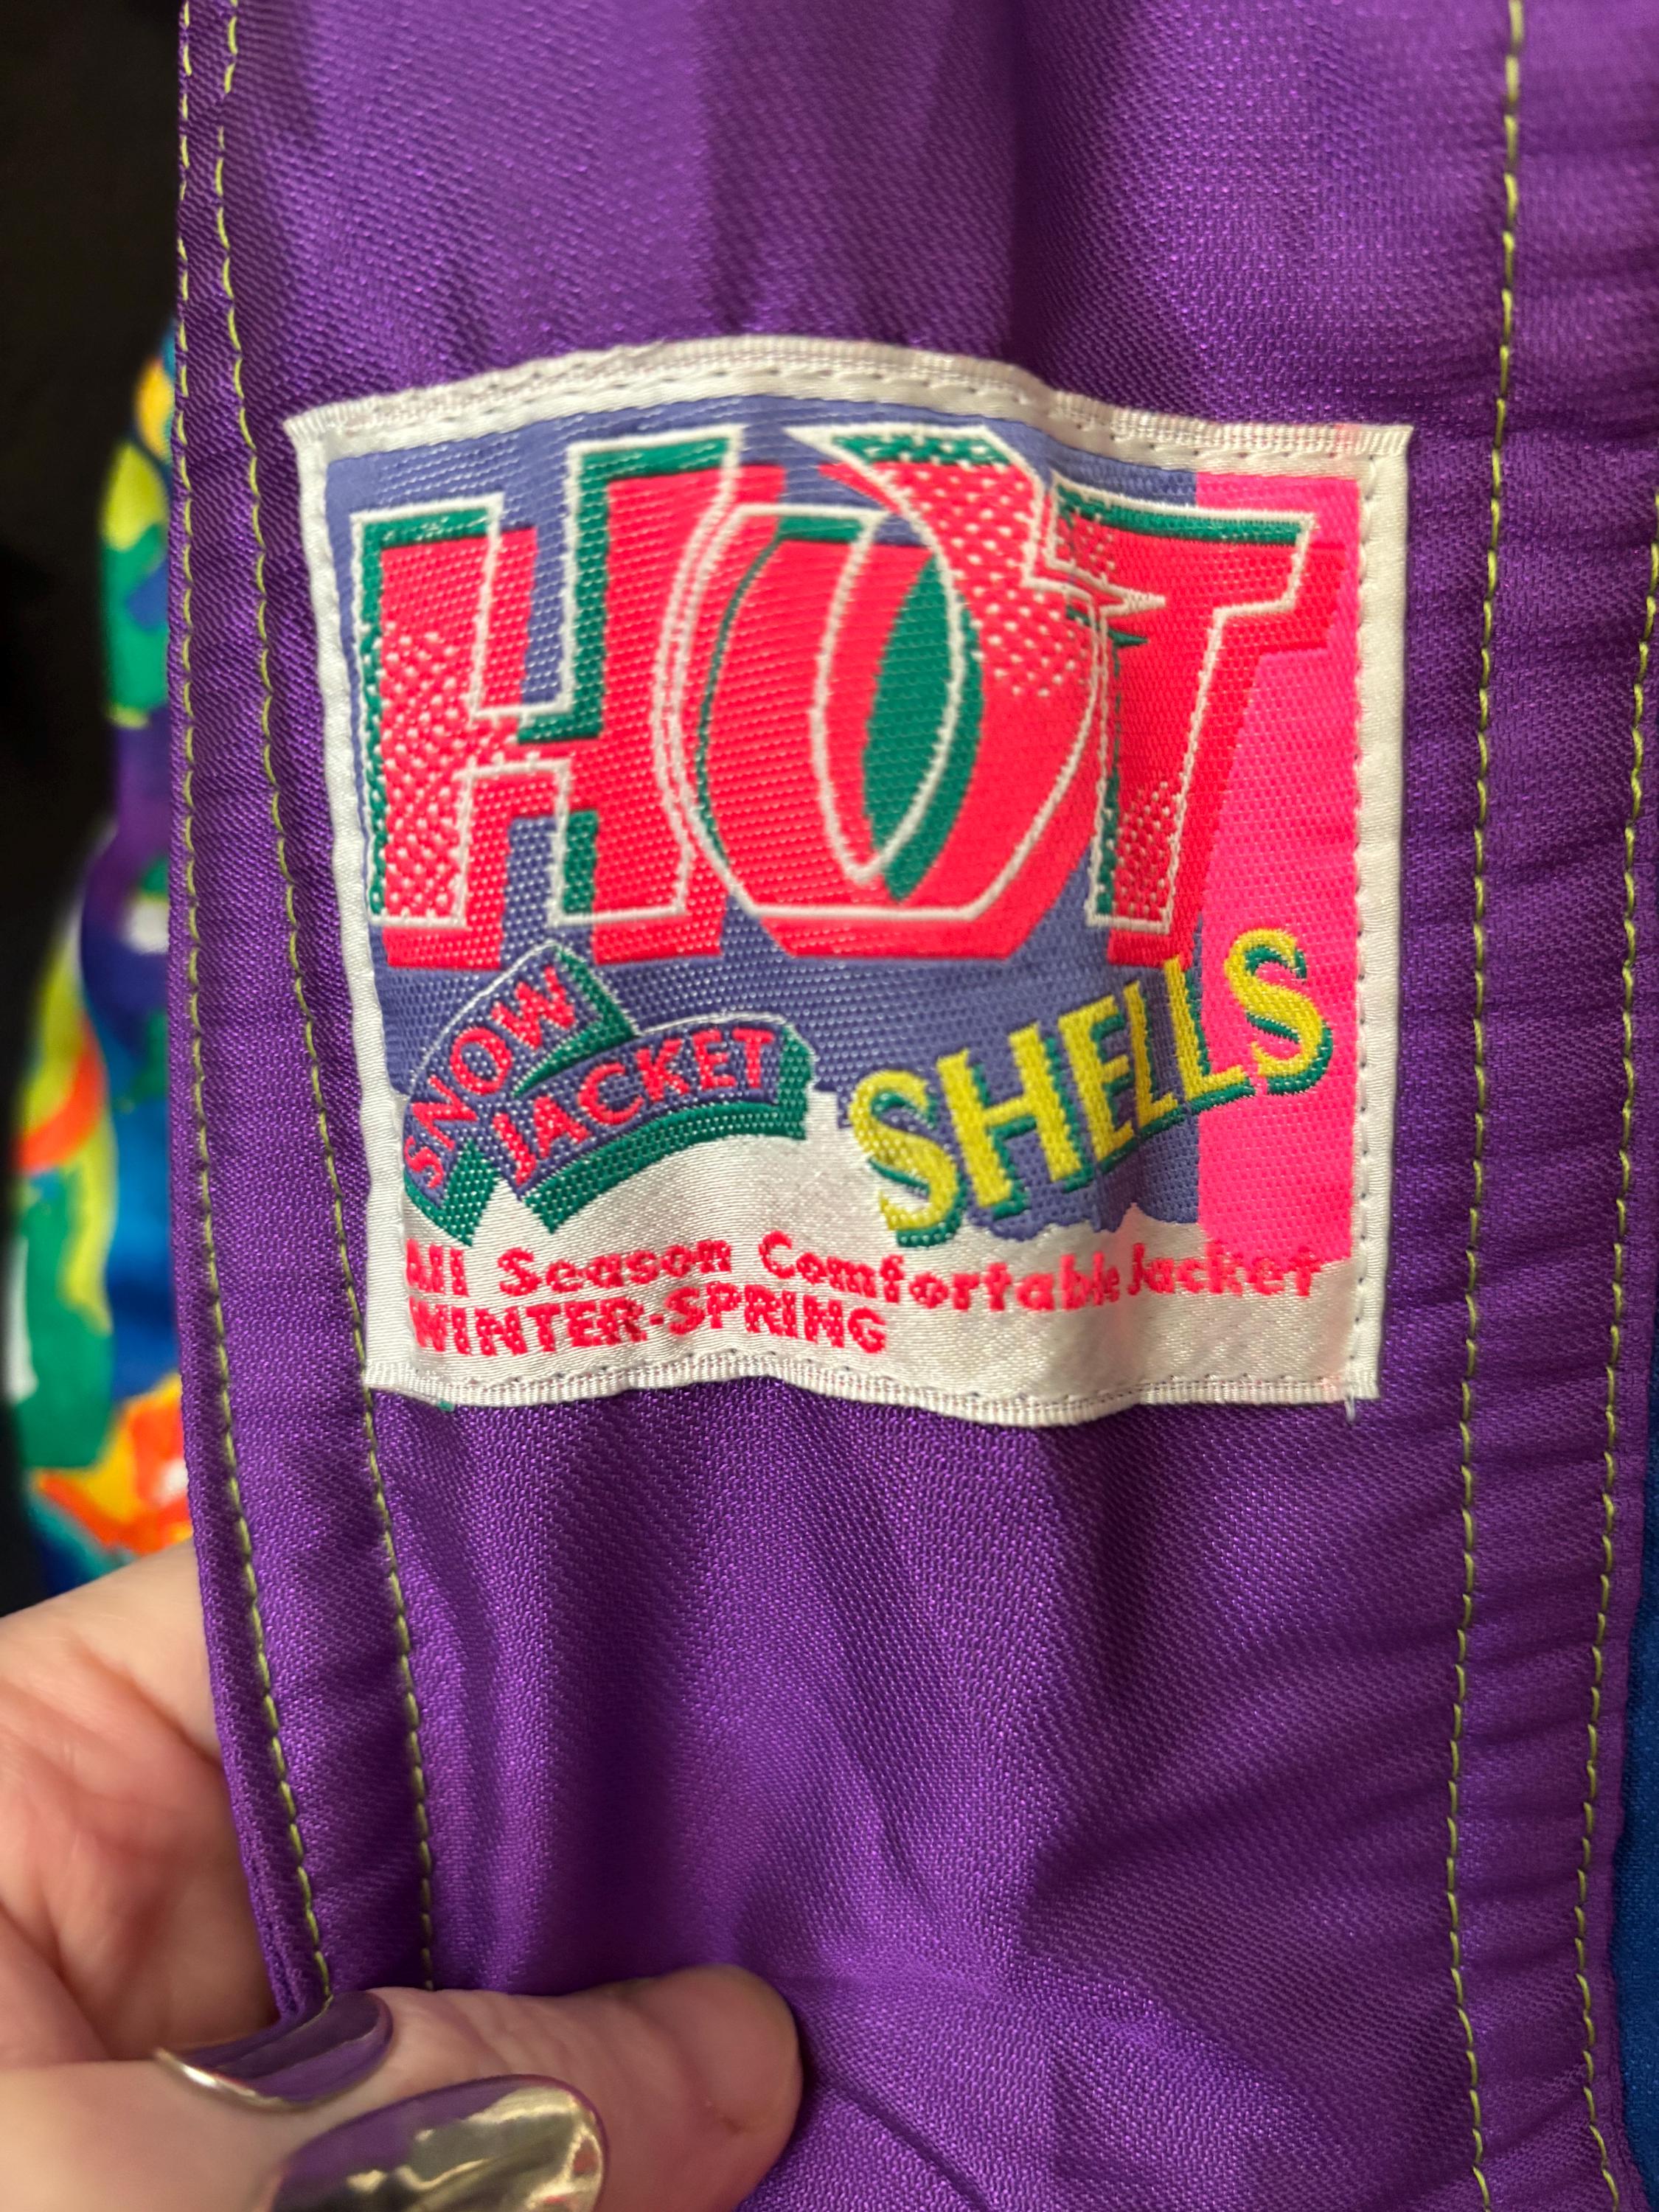 HOT
SNOW
JACKET
SHELLS
All Season Comfortable Jacket
WINTER-SPRING